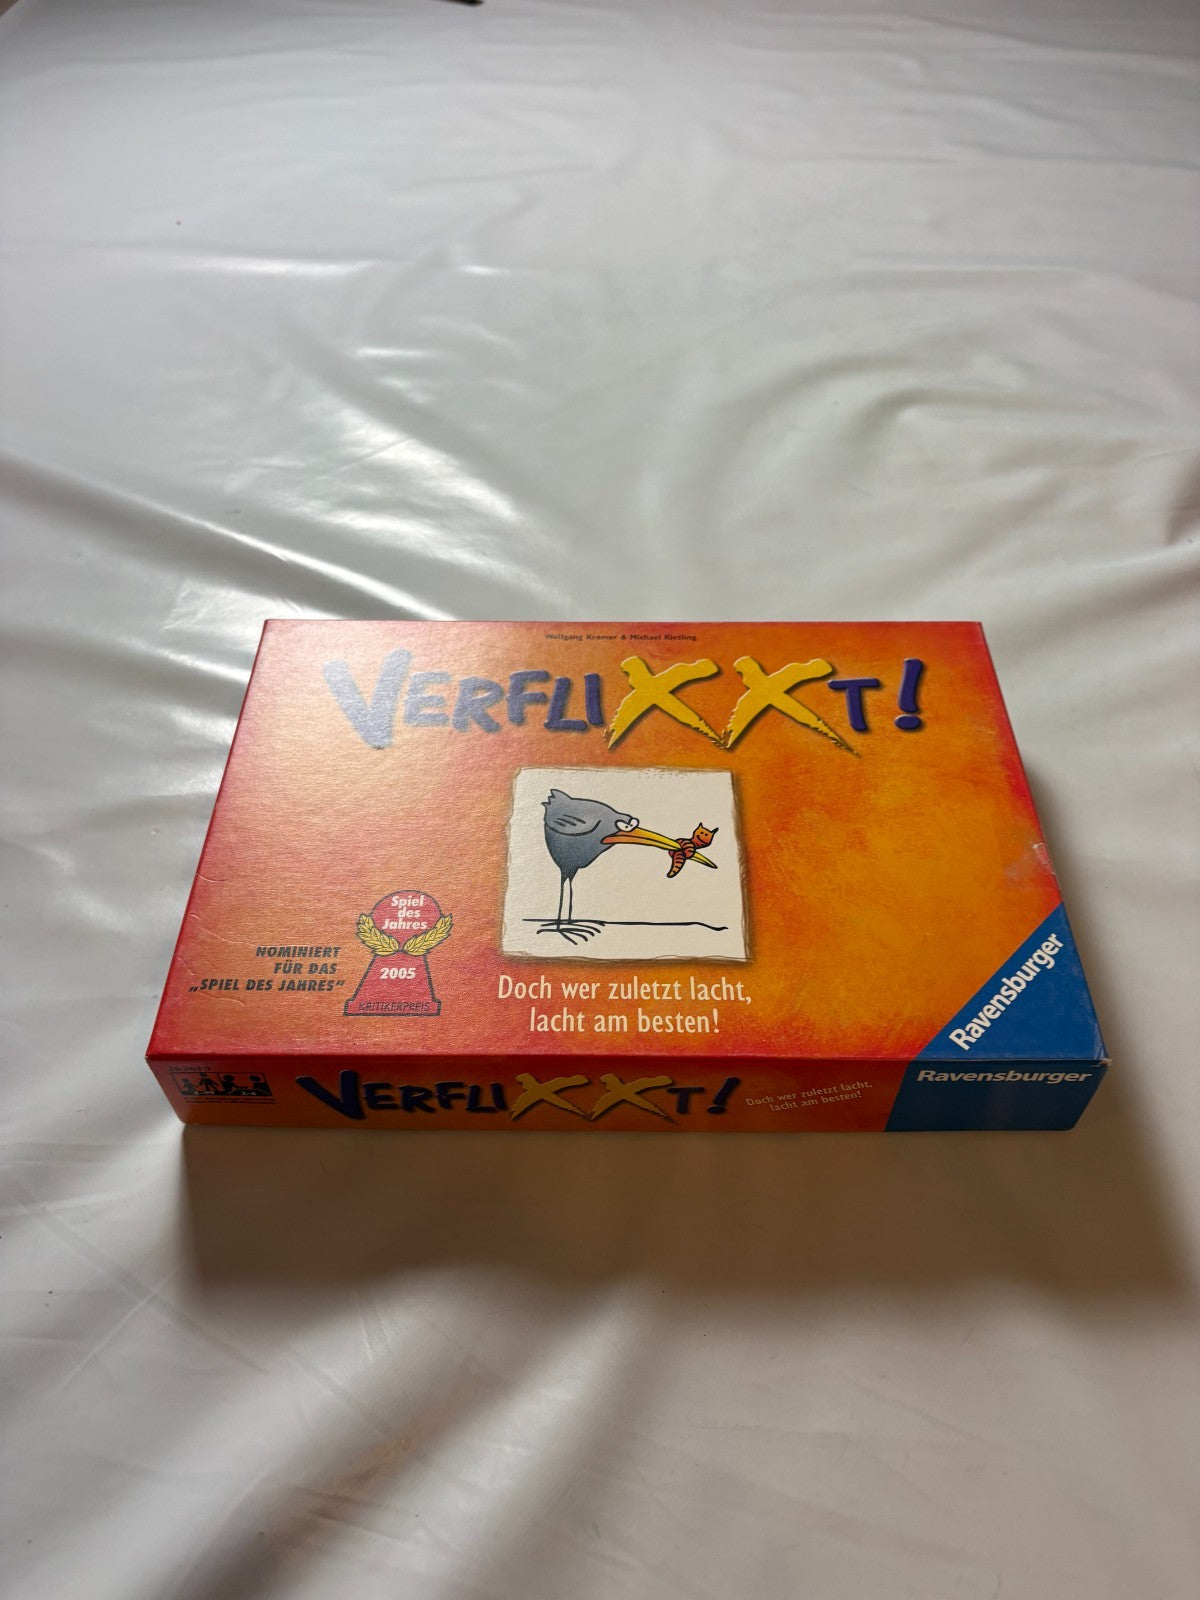 Wolfgang Kramer & Michael Kiesling
VERFLIXXT!
Spiel
des
Jahres
2005
KRITIKERPREIS
NOMINIERT
FÜR DAS
„SPIEL DES JAHRES"
Doch wer zuletzt lacht,
lacht am besten!
Ravensburger
VERFLIXXT!
Doch wer zuletzt lacht,
lacht am besten!
Ravensburger